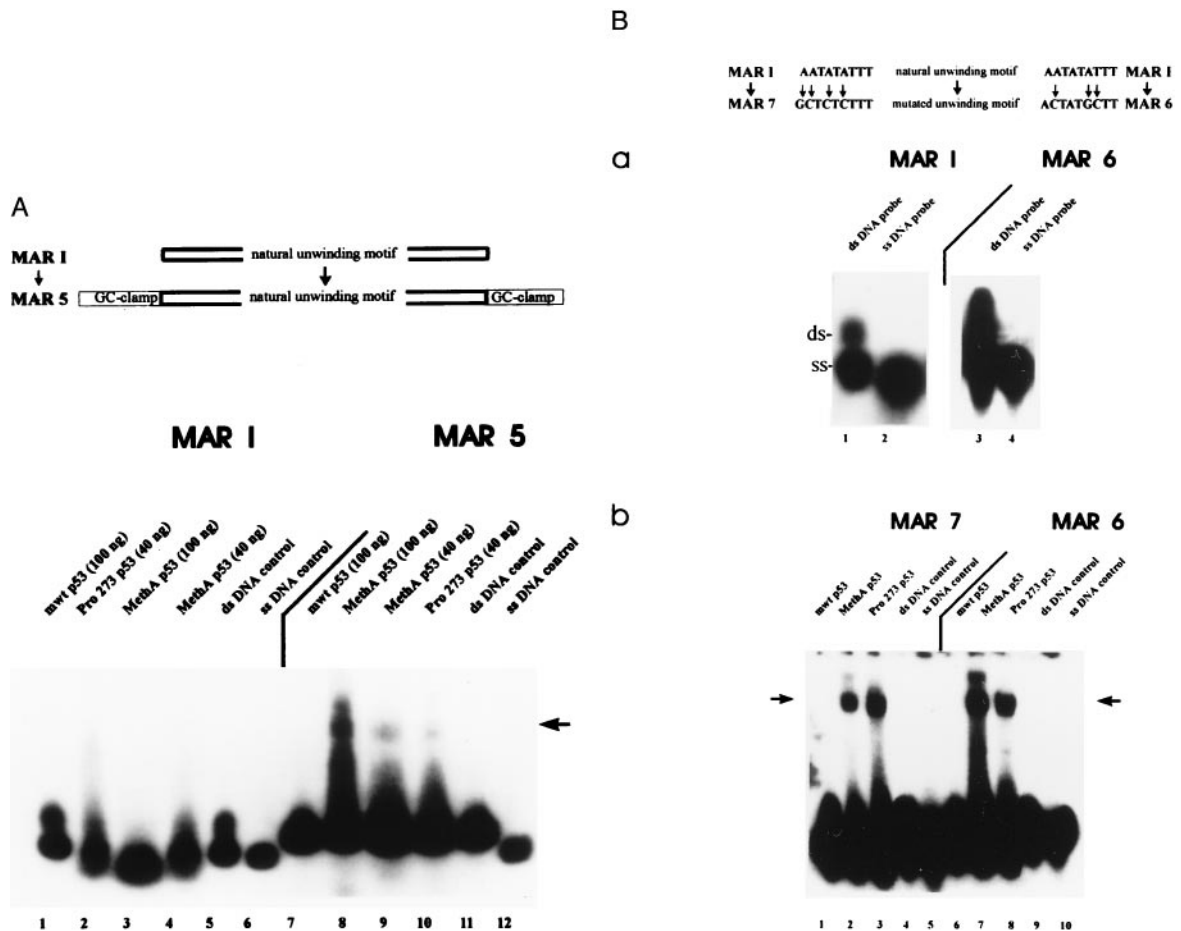 A
MAR I natural unwinding motif
MAR 5 GC-clamp natural unwinding motif GC-clamp
MAR I MAR 5
mwt p53 (100 ng)
Pro 273 p53 (40 ng)
MethA p53 (100 ng)
MethA p53 (40 ng)
ds DNA control
ss DNA control
mwt p53 (100 ng)
MethA p53 (100 ng)
MethA p53 (40 ng)
Pro 273 p53 (40 ng)
ds DNA control
ss DNA control
1 2 3 4 5 6 7 8 9 10 11 12
B
MAR I AATATATTT natural unwinding motif AATATATTT MAR I
MAR 7 GCTCTCTTT mutated unwinding motif ACTATGCTT MAR 6
a
MAR I MAR 6
ds DNA probe
ss DNA probe
ds DNA probe
ss DNA probe
ds-
ss-
1 2 3 4
b
MAR 7 MAR 6
mwt p53
MethA p53
Pro 273 p53
ds DNA control
ss DNA control
mwt p53
MethA p53
Pro 273 p53
ds DNA control
ss DNA control
1 2 3 4 5 6 7 8 9 10